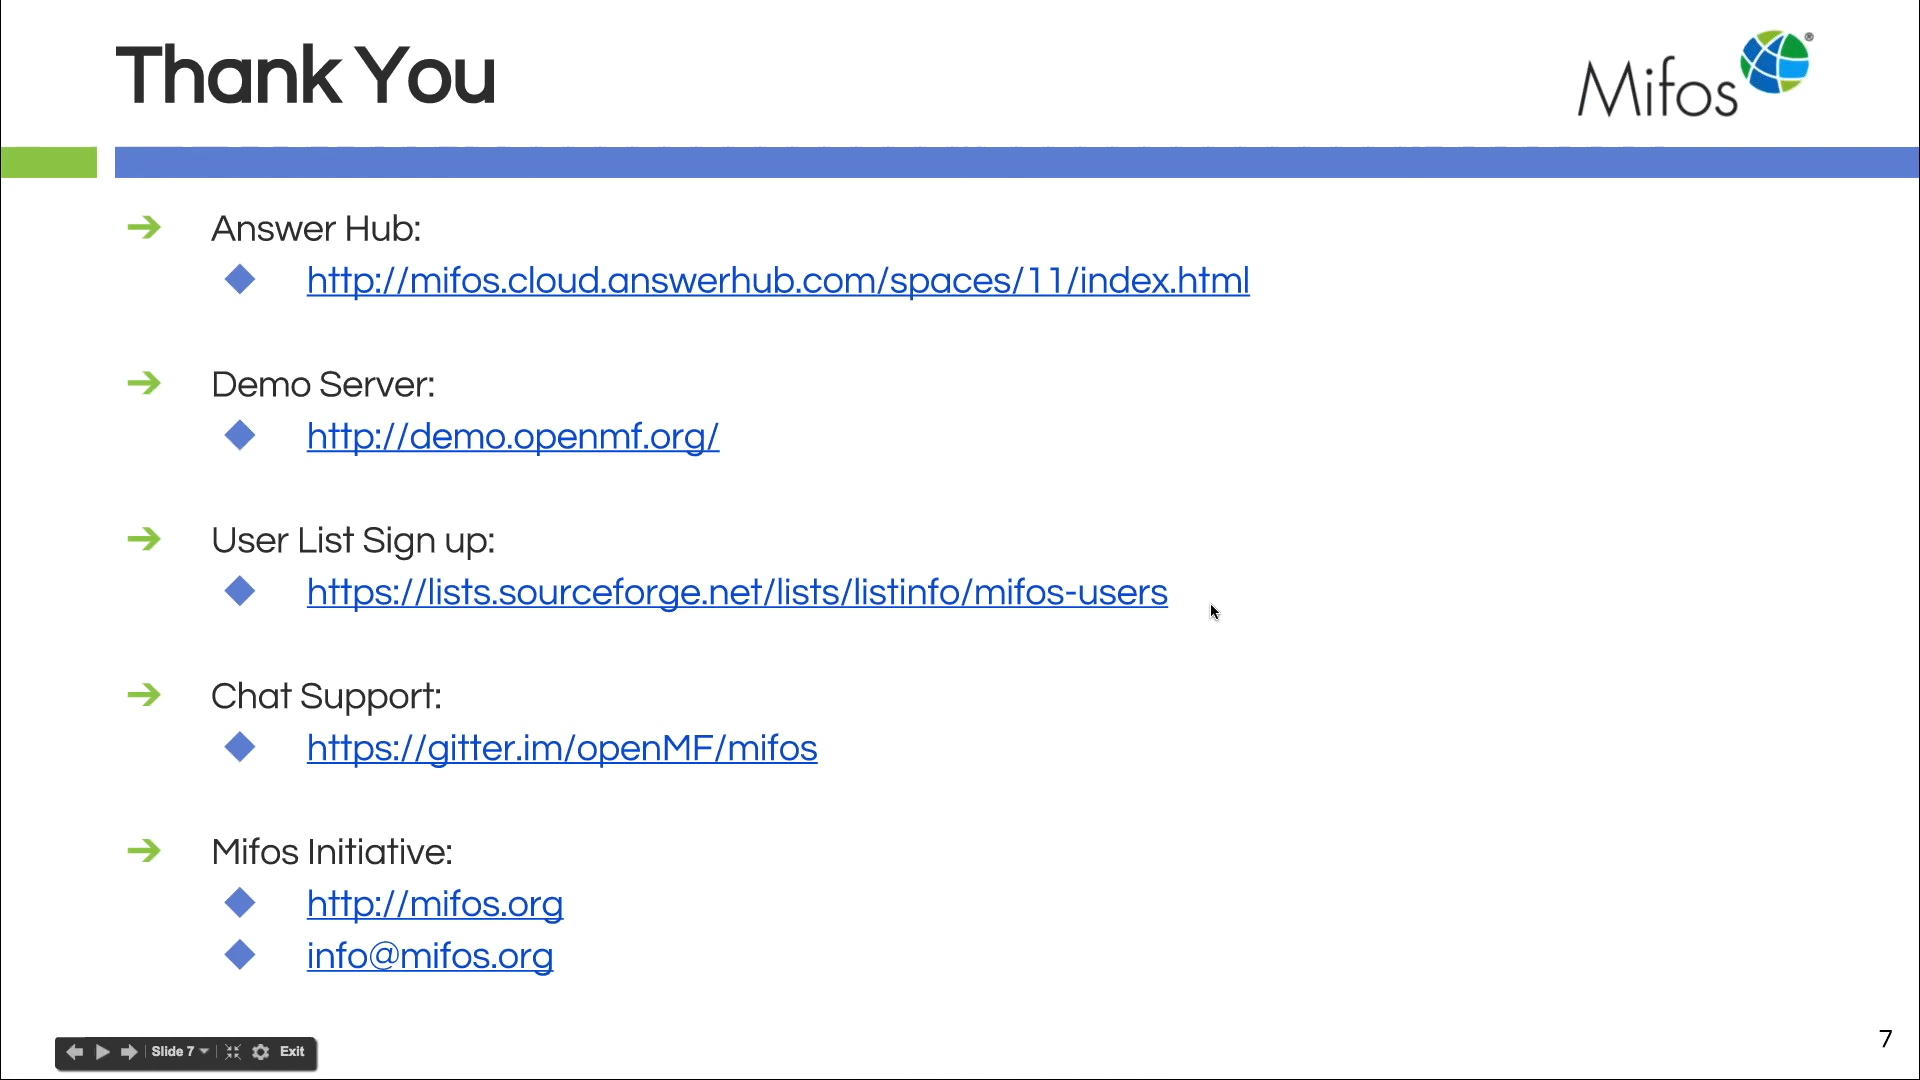 Thank You
Mifos®
Answer Hub:
http://mifos.cloud.answerhub.com/spaces/11/index.html
Demo Server:
http://demo.openmf.org/
User List Sign up:
https://lists.sourceforge.net/lists/listinfo/mifos-users
Chat Support:
https://gitter.im/openMF/mifos
Mifos Initiative:
http://mifos.org
info@mifos.org
7
Slide 7
Exit